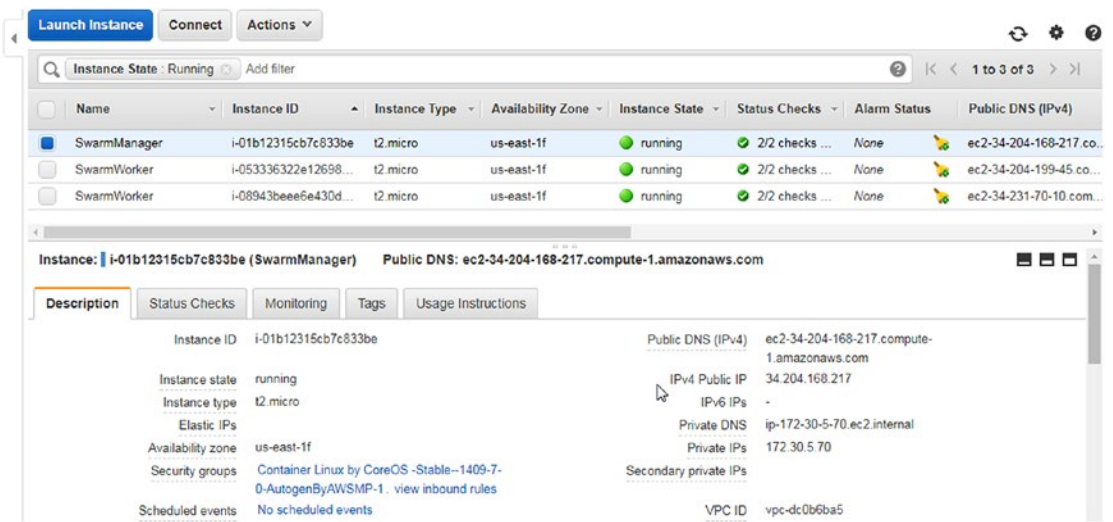 Launch Instance Connect Actions
Instance State : Running Add filter 1 to 3 of 3
Name Instance ID Instance Type Availability Zone Instance State Status Checks Alarm Status Public DNS (IPv4)
SwarmManager i-01b12315cb7c833be t2.micro us-east-1f running 2/2 checks ... None ec2-34-204-168-217.co...
SwarmWorker i-053336322e12698... t2.micro us-east-1f running 2/2 checks ... None ec2-34-204-199-45.co...
SwarmWorker i-08943beee6e430d... t2.micro us-east-1f running 2/2 checks ... None ec2-34-231-70-10.com...
Instance: i-01b12315cb7c833be (SwarmManager) Public DNS: ec2-34-204-168-217.compute-1.amazonaws.com
Description Status Checks Monitoring Tags Usage Instructions
Instance ID i-01b12315cb7c833be Public DNS (IPv4) ec2-34-204-168-217.compute-
1.amazonaws.com
Instance state running IPv4 Public IP 34.204.168.217
Instance type t2.micro IPv6 IPs -
Elastic IPs Private DNS ip-172-30-5-70.ec2.internal
Availability zone us-east-1f Private IPs 172.30.5.70
Security groups Container Linux by CoreOS -Stable--1409-7- Secondary private IPs
0-AutogenByAWSMP-1 . view inbound rules
Scheduled events No scheduled events VPC ID vpc-dc0b6ba5